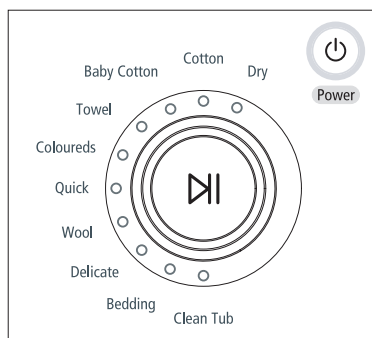 Cotton
Baby Cotton
Dry
Towel
Power
Coloureds
Quick
Wool
Delicate
Bedding
Clean Tub